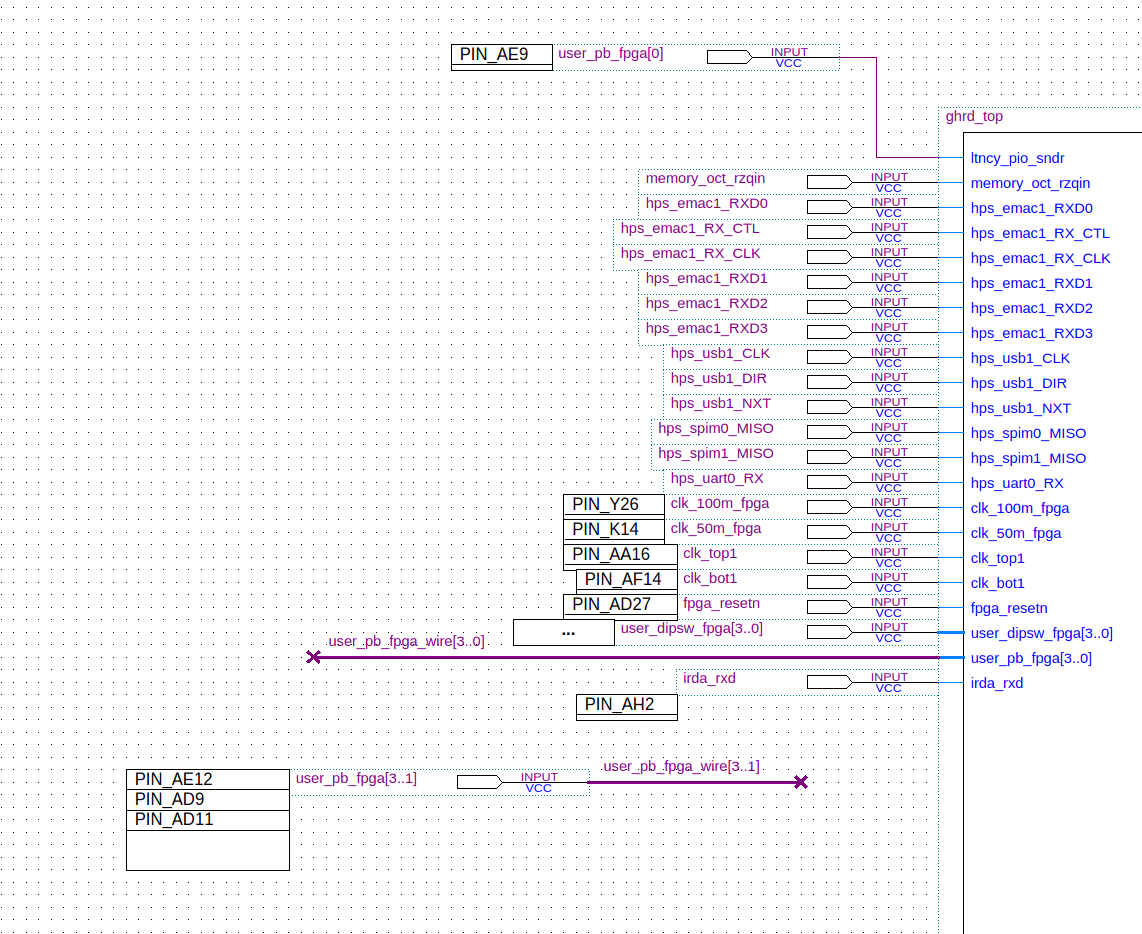 PIN_AE9 user_pb_fpga[0] INPUT
VCC
ghrd_top
ltncy_pio_sndr
memory_oct_rzqin INPUT VCC memory_oct_rzqin
hps_emac1_RXD0 INPUT VCC hps_emac1_RXD0
hps_emac1_RX_CTL INPUT VCC hps_emac1_RX_CTL
hps_emac1_RX_CLK INPUT VCC hps_emac1_RX_CLK
hps_emac1_RXD1 INPUT VCC hps_emac1_RXD1
hps_emac1_RXD2 INPUT VCC hps_emac1_RXD2
hps_emac1_RXD3 INPUT VCC hps_emac1_RXD3
hps_usb1_CLK INPUT VCC hps_usb1_CLK
hps_usb1_DIR INPUT VCC hps_usb1_DIR
hps_usb1_NXT INPUT VCC hps_usb1_NXT
hps_spim0_MISO INPUT VCC hps_spim0_MISO
hps_spim1_MISO INPUT VCC hps_spim1_MISO
hps_uart0_RX INPUT VCC hps_uart0_RX
PIN_Y26 clk_100m_fpga INPUT VCC clk_100m_fpga
PIN_K14 clk_50m_fpga INPUT VCC clk_50m_fpga
PIN_AA16 clk_top1 INPUT VCC clk_top1
PIN_AF14 clk_bot1 INPUT VCC clk_bot1
PIN_AD27 fpga_resetn INPUT VCC fpga_resetn
... user_dipsw_fpga[3..0] INPUT VCC user_dipsw_fpga[3..0]
user_pb_fpga_wire[3..0] user_pb_fpga[3..0]
irda_rxd INPUT VCC irda_rxd
PIN_AH2
user_pb_fpga_wire[3..1]
PIN_AE12 user_pb_fpga[3..1] INPUT
VCC
PIN_AD9
PIN_AD11